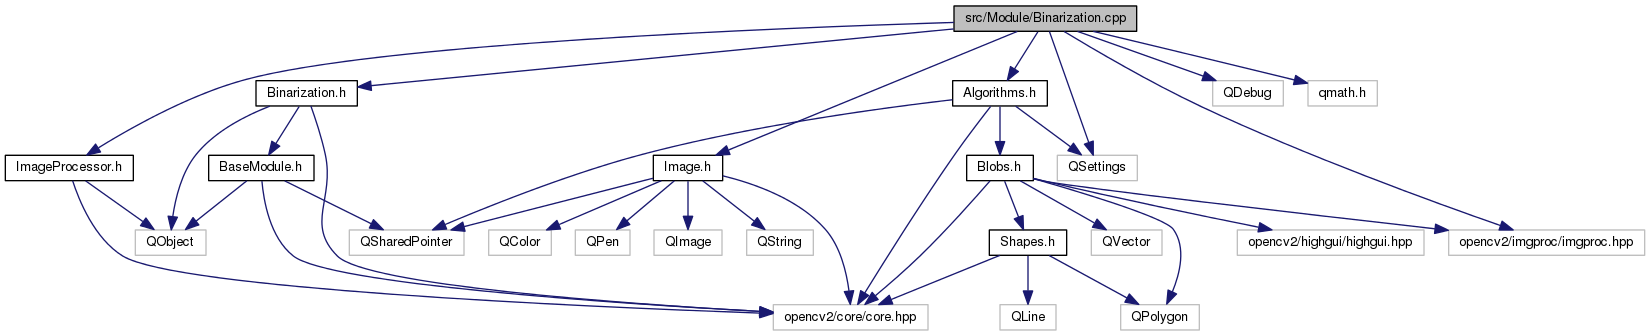 src/Module/Binarization.cpp
Binarization.h
Algorithms.h
QDebug
qmath.h
ImageProcessor.h
BaseModule.h
Image.h
Blobs.h
QSettings
QObject
QSharedPointer
QColor
QPen
QImage
QString
Shapes.h
QVector
opencv2/highgui/highgui.hpp
opencv2/imgproc/imgproc.hpp
opencv2/core/core.hpp
QLine
QPolygon